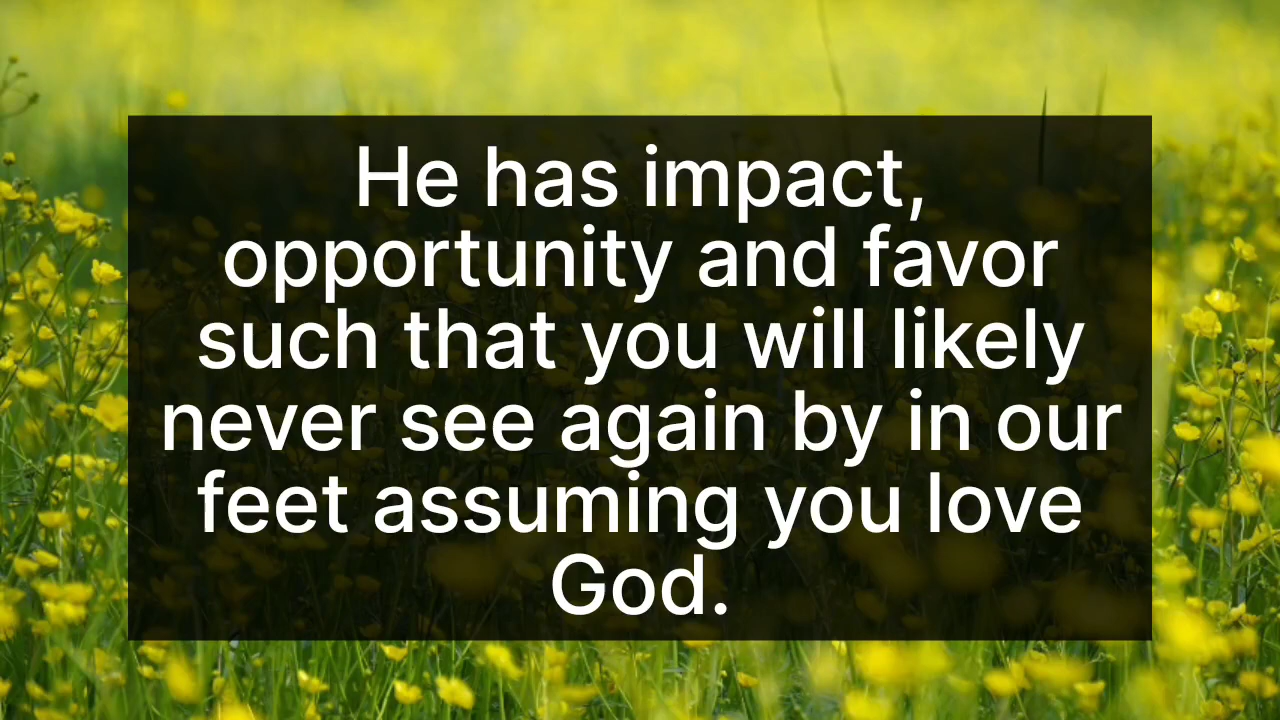 He has impact,
opportunity and favor
such that you will likely
never see again by in our
feet assuming you love
God.